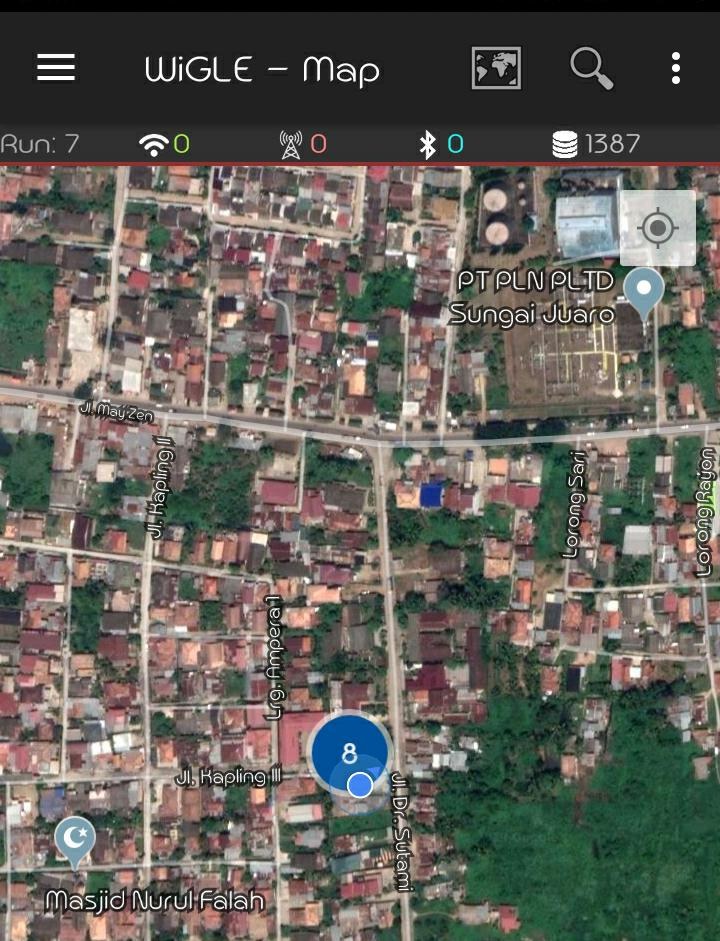 WiGLE - Map
Run: 7 0 0 0 1387
PT PLN PLTD
Sungai Juaro
Jl. May Zen
Jl. Kapling II
Lorong Sari
Lorong Rayon
Lrg. Ampera 1
8
Jl. Kapling III
Jl. Dr. Sutami
Masjid Nurul Falah